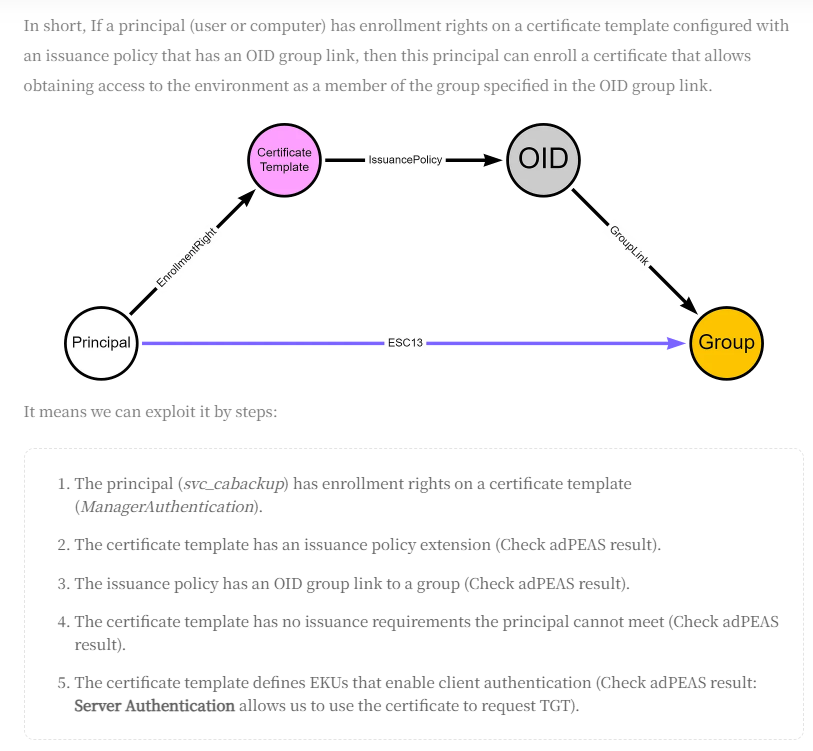 In short, If a principal (user or computer) has enrollment rights on a certificate template configured with
an issuance policy that has an OID group link, then this principal can enroll a certificate that allows
obtaining access to the environment as a member of the group specified in the OID group link.
Certificate
Template
IssuancePolicy
OID
EnrollmentRight
GroupLink
Principal
ESC13
Group
It means we can exploit it by steps:
1. The principal (svc_cabackup) has enrollment rights on a certificate template
(ManagerAuthentication).
2. The certificate template has an issuance policy extension (Check adPEAS result).
3. The issuance policy has an OID group link to a group (Check adPEAS result).
4. The certificate template has no issuance requirements the principal cannot meet (Check adPEAS
result).
5. The certificate template defines EKUs that enable client authentication (Check adPEAS result:
Server Authentication allows us to use the certificate to request TGT).